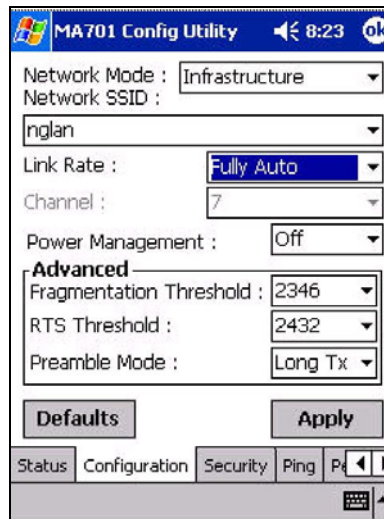 MA701 Config Utility 8:23 ok
Network Mode : Infrastructure
Network SSID :
nglan
Link Rate : Fully Auto
Channel : 7
Power Management : Off
Advanced
Fragmentation Threshold : 2346
RTS Threshold : 2432
Preamble Mode : Long Tx
Defaults Apply
Status Configuration Security Ping